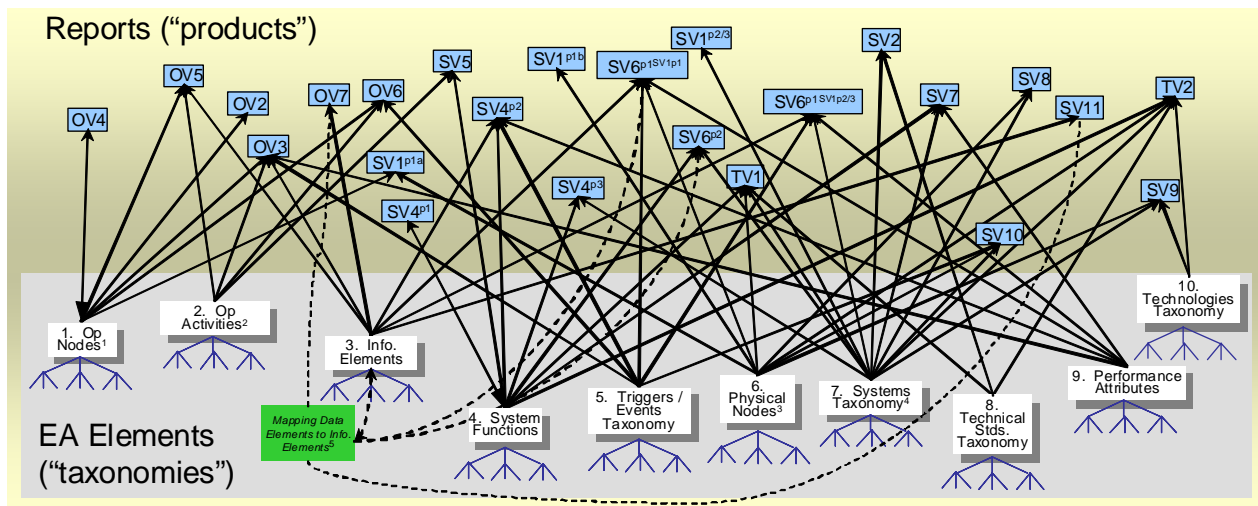 Reports (“products”)
SV1p2/3
SV2
SV5
SV1p1b
SV6p1SV1p1
OV5
OV2
OV7
OV6
SV8
TV2
SV4p2
SV6p1SV1p2/3
SV7
SV11
OV4
OV3
SV6p2
SV1p1a
TV1
SV4p3
SV9
SV4p1
SV10
1. Op
Nodes1
2. Op
Activities2
3. Info.
Elements
4. System
Functions
5. Triggers /
Events
Taxonomy
6.
Physical
Nodes3
7. Systems
Taxonomy4
8.
Technical
Stds.
Taxonomy
9. Performance
Attributes
10.
Technologies
Taxonomy
Mapping Data
Elements to Info.
Elements5
EA Elements
(“taxonomies”)